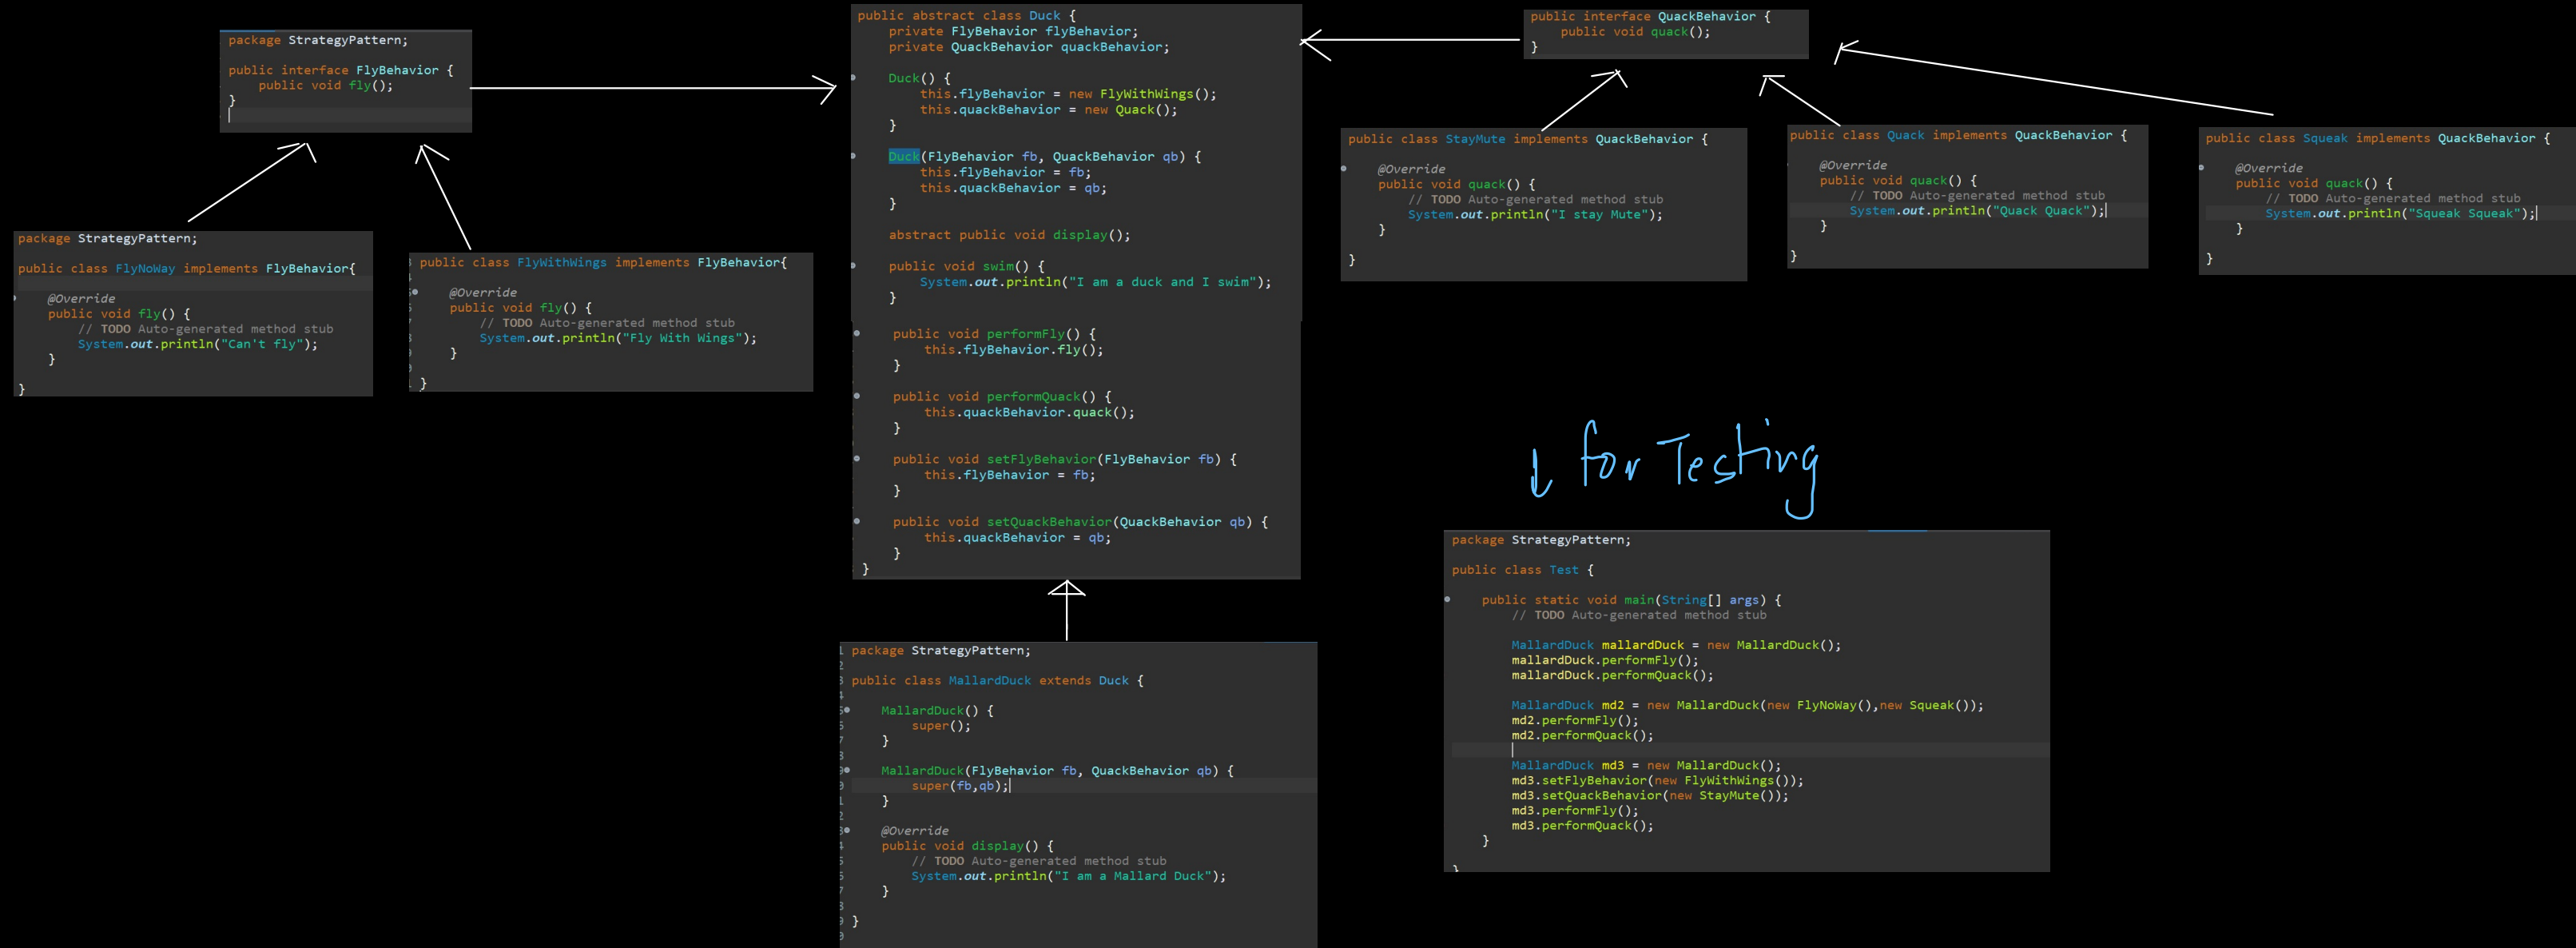 package StrategyPattern;
public interface FlyBehavior {
public void fly();
}
package StrategyPattern;
public class FlyNoWay implements FlyBehavior{
@Override
public void fly() {
// TODO Auto-generated method stub
System.out.println("Can't fly");
}
}
public class FlyWithWings implements FlyBehavior{
@Override
public void fly() {
// TODO Auto-generated method stub
System.out.println("Fly With Wings");
}
}
public abstract class Duck {
private FlyBehavior flyBehavior;
private QuackBehavior quackBehavior;
Duck() {
this.flyBehavior = new FlyWithWings();
this.quackBehavior = new Quack();
}
Duck(FlyBehavior fb, QuackBehavior qb) {
this.flyBehavior = fb;
this.quackBehavior = qb;
}
abstract public void display();
public void swim() {
System.out.println("I am a duck and I swim");
}
public void performFly() {
this.flyBehavior.fly();
}
public void performQuack() {
this.quackBehavior.quack();
}
public void setFlyBehavior(FlyBehavior fb) {
this.flyBehavior = fb;
}
public void setQuackBehavior(QuackBehavior qb) {
this.quackBehavior = qb;
}
}
package StrategyPattern;
public class MallardDuck extends Duck {
MallardDuck() {
super();
}
MallardDuck(FlyBehavior fb, QuackBehavior qb) {
super(fb,qb);
}
@Override
public void display() {
// TODO Auto-generated method stub
System.out.println("I am a Mallard Duck");
}
}
public interface QuackBehavior {
public void quack();
}
public class StayMute implements QuackBehavior {
@Override
public void quack() {
// TODO Auto-generated method stub
System.out.println("I stay Mute");
}
}
public class Quack implements QuackBehavior {
@Override
public void quack() {
// TODO Auto-generated method stub
System.out.println("Quack Quack");
}
}
public class Squeak implements QuackBehavior {
@Override
public void quack() {
// TODO Auto-generated method stub
System.out.println("Squeak Squeak");
}
}
for Testing
package StrategyPattern;
public class Test {
public static void main(String[] args) {
// TODO Auto-generated method stub
MallardDuck mallardDuck = new MallardDuck();
mallardDuck.performFly();
mallardDuck.performQuack();
MallardDuck md2 = new MallardDuck(new FlyNoWay(),new Squeak());
md2.performFly();
md2.performQuack();
MallardDuck md3 = new MallardDuck();
md3.setFlyBehavior(new FlyWithWings());
md3.setQuackBehavior(new StayMute());
md3.performFly();
md3.performQuack();
}
}